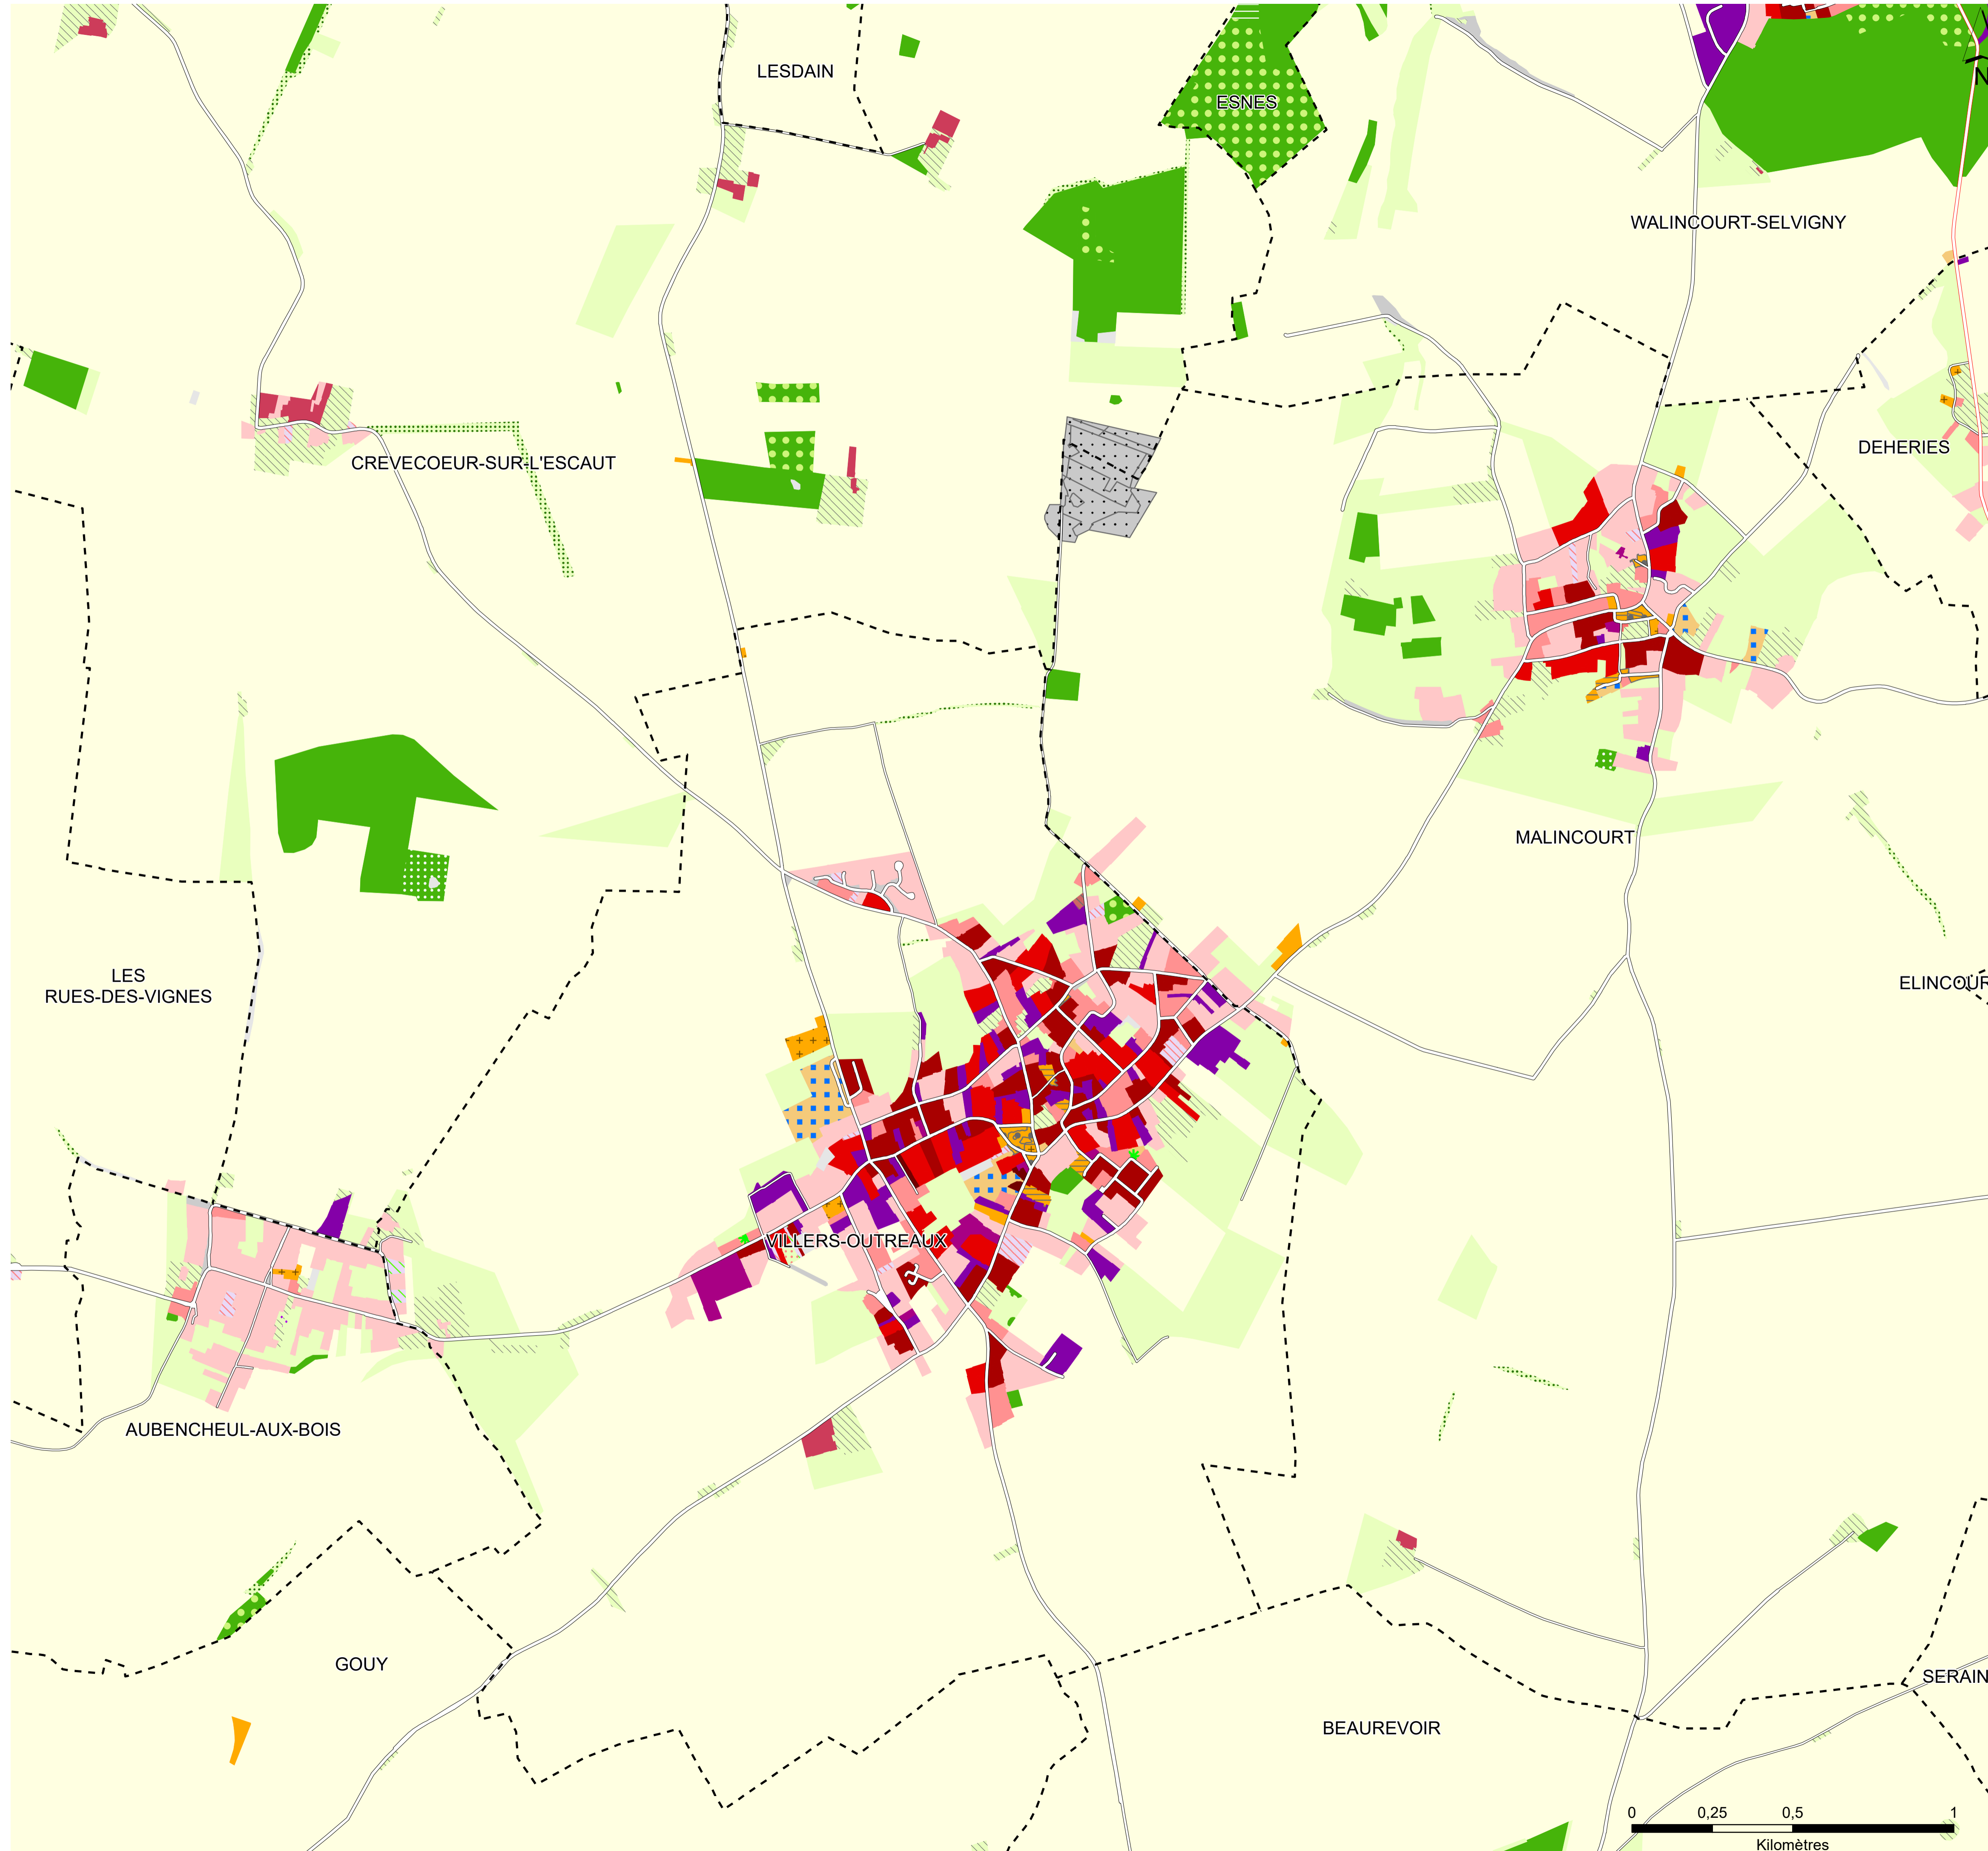 LESDAIN
N
ESNES
WALINCOURT-SELVIGNY
DEHERIES
CREVECOEUR-SUR-L'ESCAUT
MALINCOURT
LES
RUES-DES-VIGNES
ELINCOUR
VILLERS-OUTREAUX
AUBENCHEUL-AUX-BOIS
GOUY
SERAIN
BEAUREVOIR
0 0,25 0,5 1
Kilomètres